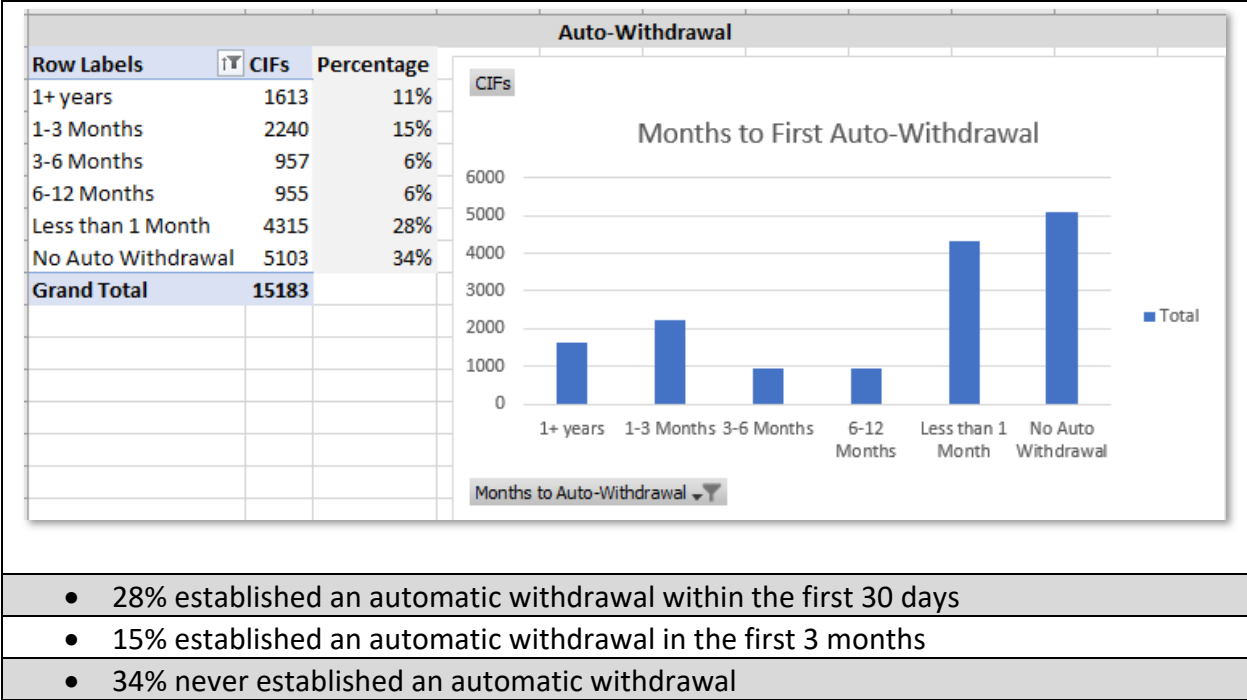 Auto-Withdrawal
Row Labels CIFs Percentage
1+ years 1613 11%
1-3 Months 2240 15%
3-6 Months 957 6%
6-12 Months 955 6%
Less than 1 Month 4315 28%
No Auto Withdrawal 5103 34%
Grand Total 15183
CIFs
Months to First Auto-Withdrawal
6000
5000
4000
3000
2000
1000
0
1+ years 1-3 Months 3-6 Months 6-12 Less than 1 No Auto
Months Month Withdrawal
Total
Months to Auto-Withdrawal
• 28% established an automatic withdrawal within the first 30 days
• 15% established an automatic withdrawal in the first 3 months
• 34% never established an automatic withdrawal